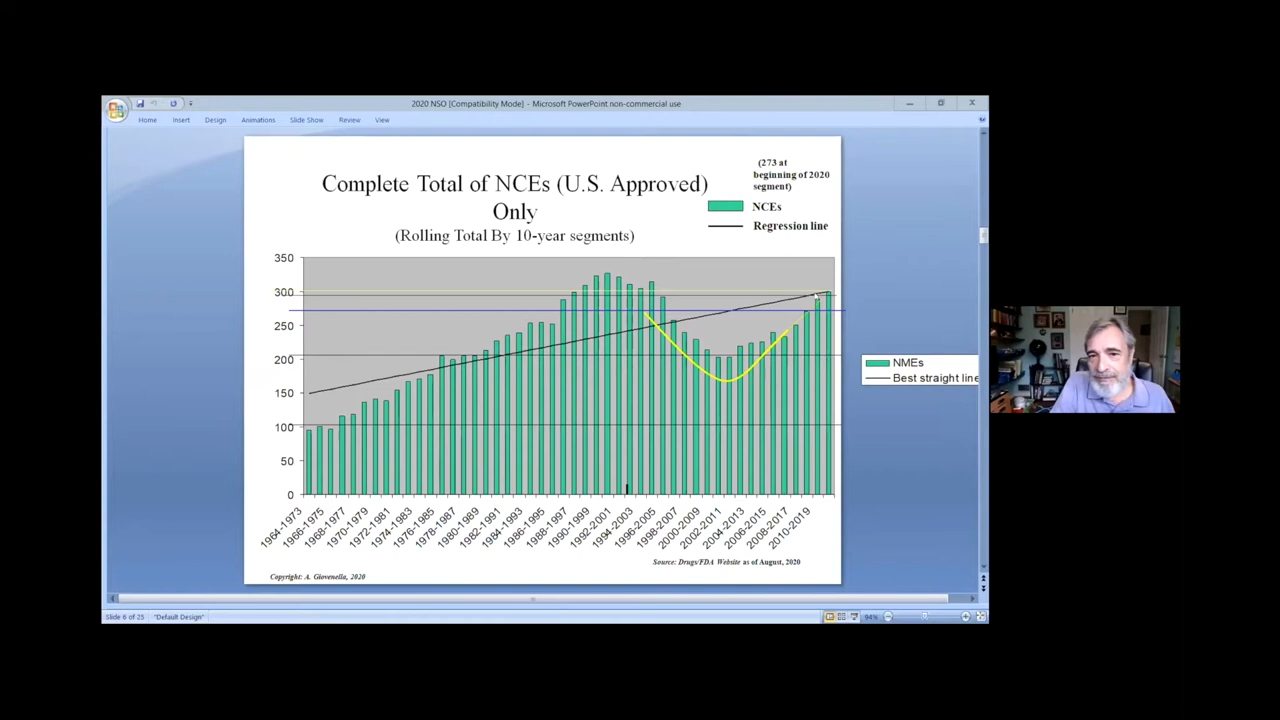 2020 NSO [Compatibility Mode] - Microsoft PowerPoint non-commercial use
Home Insert Design Animations Slide Show Review View
(273 at
beginning of 2020
segment)
Complete Total of NCEs (U.S. Approved)
Only
(Rolling Total By 10-year segments)
NCEs
Regression line
350
300
250
200
150
100
50
0
1964-1973
1966-1975
1968-1977
1970-1979
1972-1981
1974-1983
1976-1985
1978-1987
1980-1989
1982-1991
1984-1993
1986-1995
1988-1997
1990-1999
1992-2001
1994-2003
1996-2005
1998-2007
2000-2009
2002-2011
2004-2013
2006-2015
2008-2017
2010-2019
NMEs
Best straight line
Source: Drugs/FDA Website as of August, 2020
Copyright: A. Giovenella, 2020
Slide 6 of 25 "Default Design" 94%